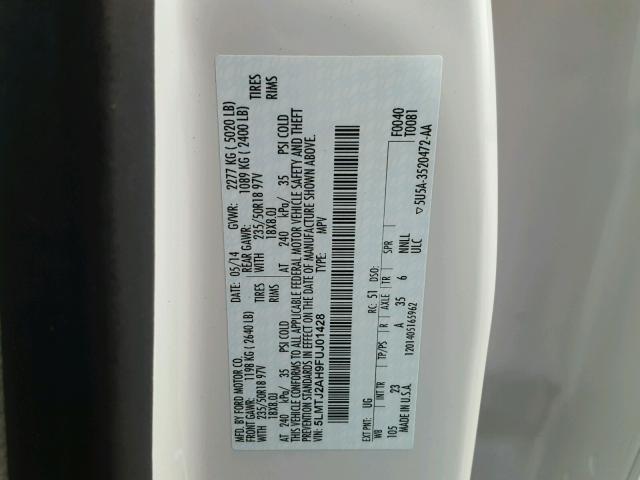 MFD. BY FORD MOTOR CO.
DATE: 05/14 GVWR: 2277 KG ( 5020 LB)
FRONT GAWR: 1198 KG ( 2640 LB) REAR GAWR: 1089 KG ( 2400 LB)
WITH 235/50R18 97V TIRES WITH 235/50R18 97V TIRES
18X8.0J RIMS 18X8.0J RIMS
AT 240 kPa/ 35 PSI COLD AT 240 kPa/ 35 PSI COLD
THIS VEHICLE CONFORMS TO ALL APPLICABLE FEDERAL MOTOR VEHICLE SAFETY AND THEFT
PREVENTION STANDARDS IN EFFECT ON THE DATE OF MANUFACTURE SHOWN ABOVE.
VIN: 5LMTJ2AH9FUJ01428 TYPE: MPV
F0040
T0081
EXT PNT: UG RC: 51 DSO:
WB INT TR TP/PS R AXLE TR SPR
105 23 A 35 6 NNLL
MADE IN U.S.A. ULC
1201405165962
5U5A-3520472-AA